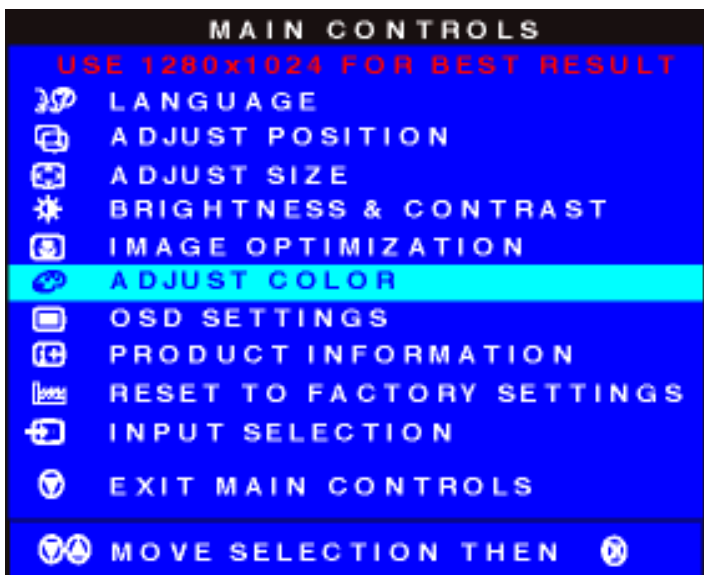 MAIN CONTROLS
USE 1280x1024 FOR BEST RESULT
LANGUAGE
ADJUST POSITION
ADJUST SIZE
BRIGHTNESS & CONTRAST
IMAGE OPTIMIZATION
ADJUST COLOR
OSD SETTINGS
PRODUCT INFORMATION
RESET TO FACTORY SETTINGS
INPUT SELECTION
EXIT MAIN CONTROLS
MOVE SELECTION THEN